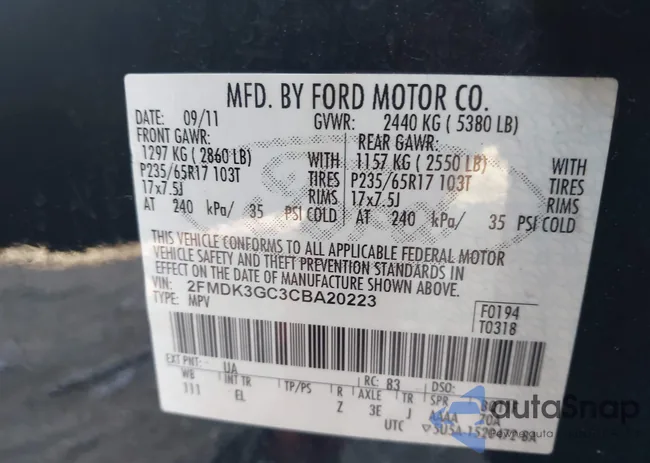 MFD. BY FORD MOTOR CO.
DATE: 09/11 GVWR: 2440 KG ( 5380 LB)
FRONT GAWR: REAR GAWR:
1297 KG ( 2860 LB) WITH 1157 KG ( 2550 LB) WITH
P235/65R17 103T TIRES P235/65R17 103T TIRES
17x7.5J RIMS 17x7.5J RIMS
AT 240 kPa/ 35 PSI COLD AT 240 kPa/ 35 PSI COLD
THIS VEHICLE CONFORMS TO ALL APPLICABLE FEDERAL MOTOR
VEHICLE SAFETY AND THEFT PREVENTION STANDARDS IN
EFFECT ON THE DATE OF MANUFACTURE SHOWN ABOVE.
VIN: 2FMDK3GC3CBA20223
TYPE: MPV
F0194
T0318
EXT PNT: UA RC: 83 DSO:
WB INT TR TP/PS R AXLE TR SPR
111 EL Z 3E J AAAA 70A
UTC ▽5U5A 1520472 BA
autoSnap